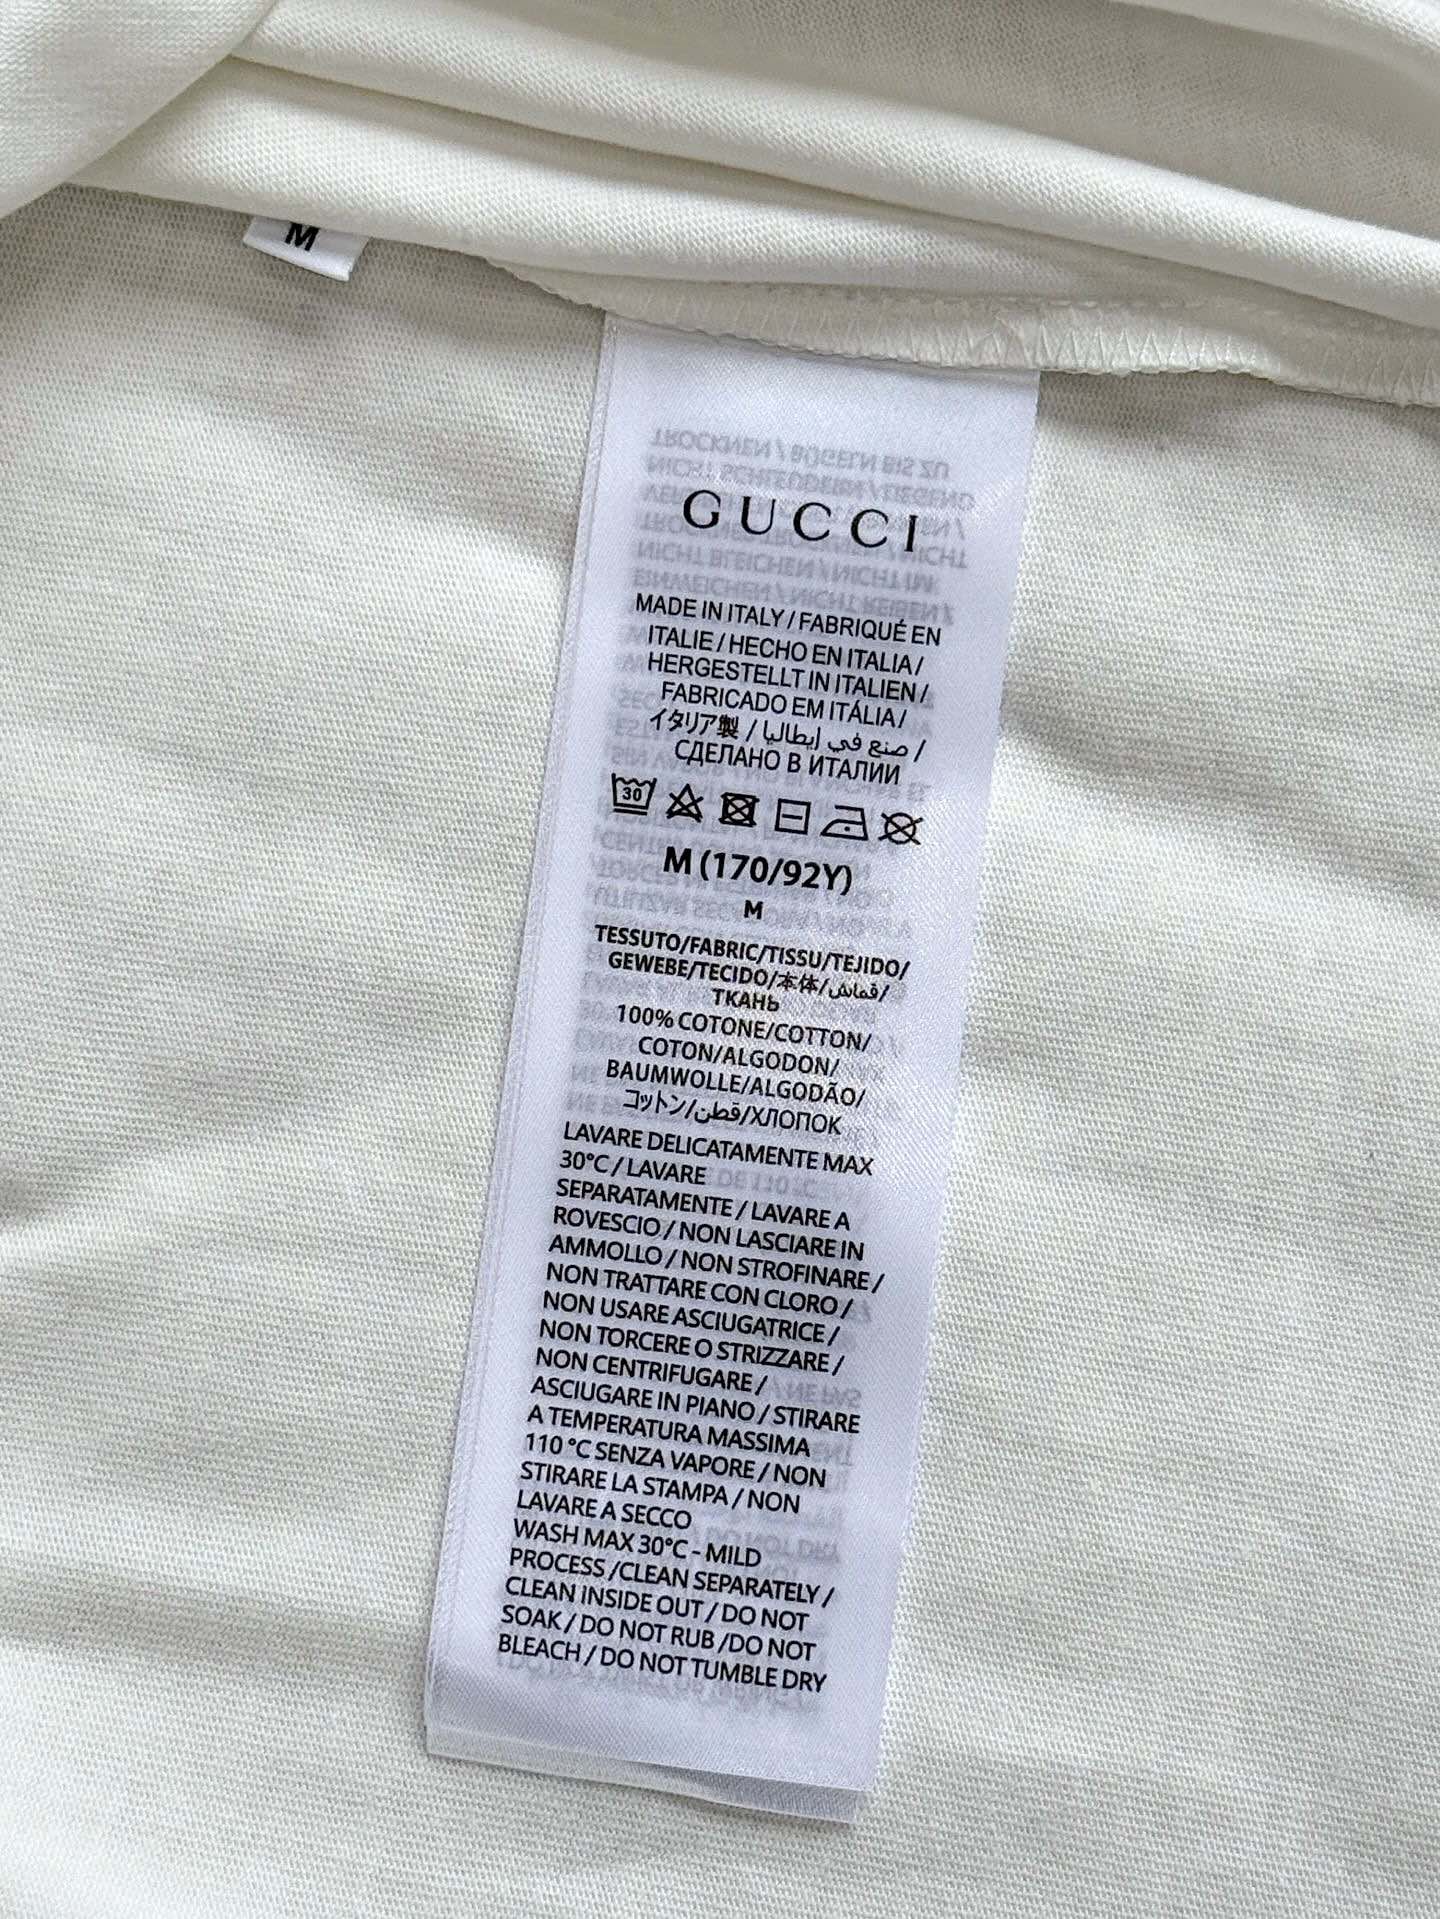 M
GUCCI
MADE IN ITALY / FABRIQUÉ EN
ITALIE / HECHO EN ITALIA /
HERGESTELLT IN ITALIEN /
FABRICADO EM ITÁLIA /
イタリア製 / صنع في إيطاليا /
СДЕЛАНО В ИТАЛИИ
30
M (170/92Y)
M
TESSUTO/FABRIC/TISSU/TEJIDO/
GEWEBE/TECIDO/本体/قماش/
ТКАНЬ
100% COTONE/COTTON/
COTON/ALGODON/
BAUMWOLLE/ALGODÃO/
コットン/قطن/ХЛОПОК
LAVARE DELICATAMENTE MAX
30°C / LAVARE
SEPARATAMENTE / LAVARE A
ROVESCIO / NON LASCIARE IN
AMMOLLO / NON STROFINARE /
NON TRATTARE CON CLORO /
NON USARE ASCIUGATRICE /
NON TORCERE O STRIZZARE /
NON CENTRIFUGARE /
ASCIUGARE IN PIANO / STIRARE
A TEMPERATURA MASSIMA
110 °C SENZA VAPORE / NON
STIRARE LA STAMPA / NON
LAVARE A SECCO
WASH MAX 30°C - MILD
PROCESS /CLEAN SEPARATELY /
CLEAN INSIDE OUT / DO NOT
SOAK / DO NOT RUB /DO NOT
BLEACH / DO NOT TUMBLE DRY